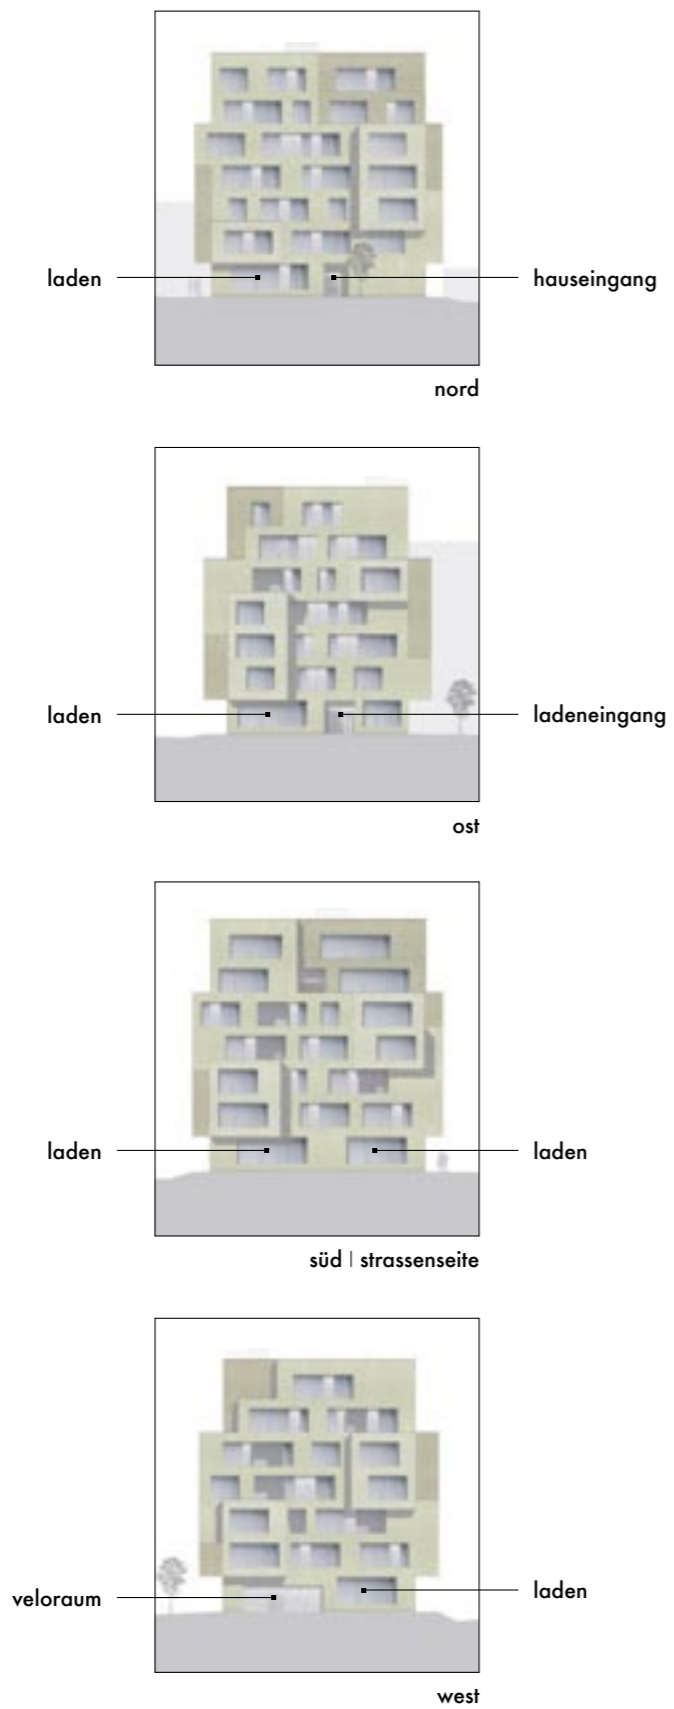 laden
hauseingang
nord
laden
ladeneingang
ost
laden
laden
süd | strassenseite
veloraum
laden
west